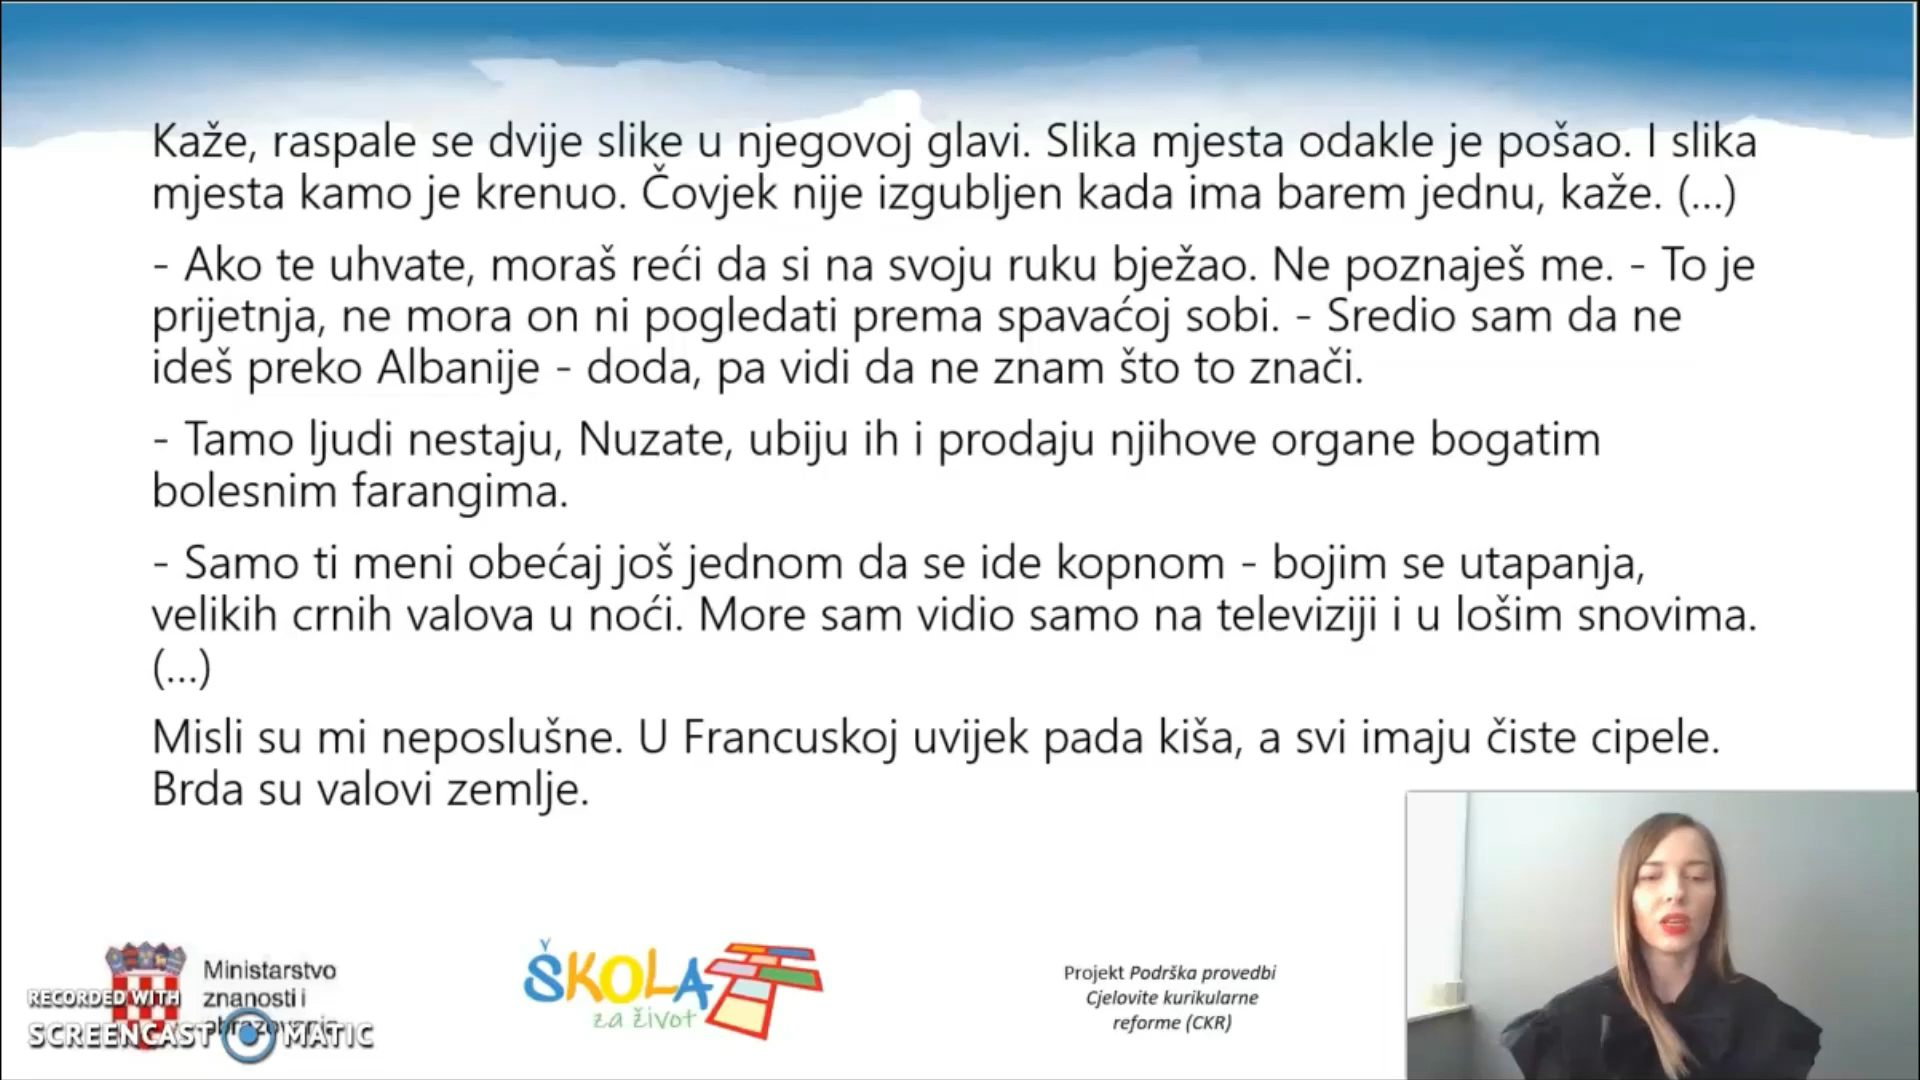 Kaže, raspale se dvije slike u njegovoj glavi. Slika mjesta odakle je pošao. I slika
mjesta kamo je krenuo. Čovjek nije izgubljen kada ima barem jednu, kaže. (...)
- Ako te uhvate, moraš reći da si na svoju ruku bježao. Ne poznaješ me. - To je
prijetnja, ne mora on ni pogledati prema spavaćoj sobi. - Sredio sam da ne
ideš preko Albanije - doda, pa vidi da ne znam što to znači.
- Tamo ljudi nestaju, Nuzate, ubiju ih i prodaju njihove organe bogatim
bolesnim farangima.
- Samo ti meni obećaj još jednom da se ide kopnom - bojim se utapanja,
velikih crnih valova u noći. More sam vidio samo na televiziji i u lošim snovima.
(...)
Misli su mi neposlušne. U Francuskoj uvijek pada kiša, a svi imaju čiste cipele.
Brda su valovi zemlje.
Ministarstvo
znanosti i
obrazovanja
RECORDED WITH
SCREENCAST MATIC
ŠKOLA
za život
Projekt Podrška provedbi
Cjelovite kurikularne
reforme (CKR)